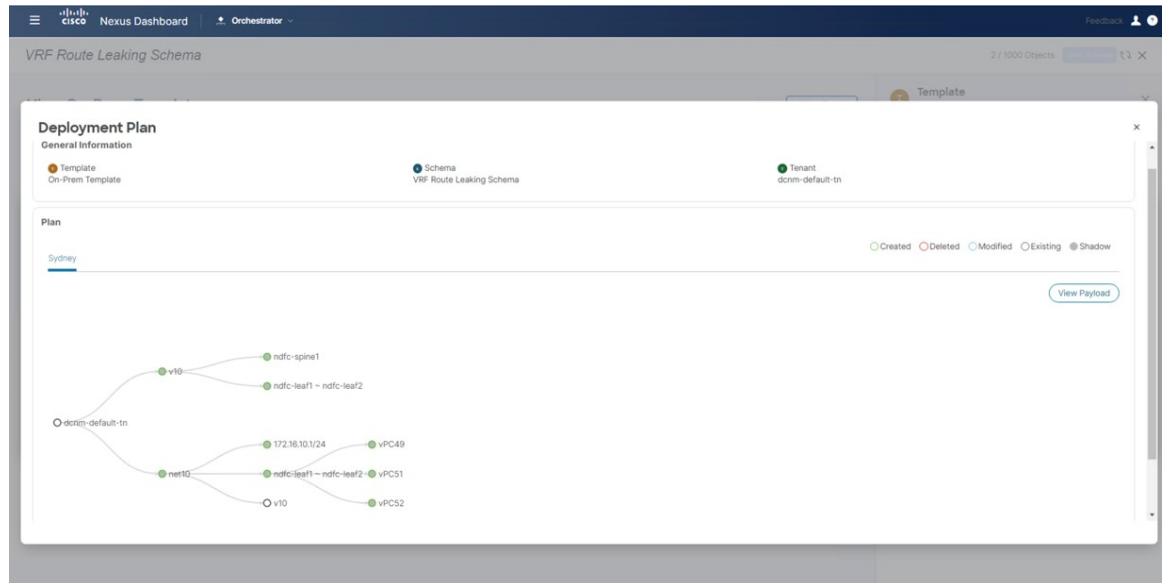 cisco Nexus Dashboard Orchestrator Feedback
VRF Route Leaking Schema 2 / 1000 Objects
Template
Deployment Plan
General Information
Template Schema Tenant
On-Prem Template VRF Route Leaking Schema dcnm-default-tn
Plan
Created Deleted Modified Existing Shadow
Sydney
View Payload
ndfc-spine1
v10
ndfc-leaf1 ~ ndfc-leaf2
dcnm-default-tn
172.16.10.1/24 vPC49
net10 ndfc-leaf1 ~ ndfc-leaf2 vPC51
v10 vPC52